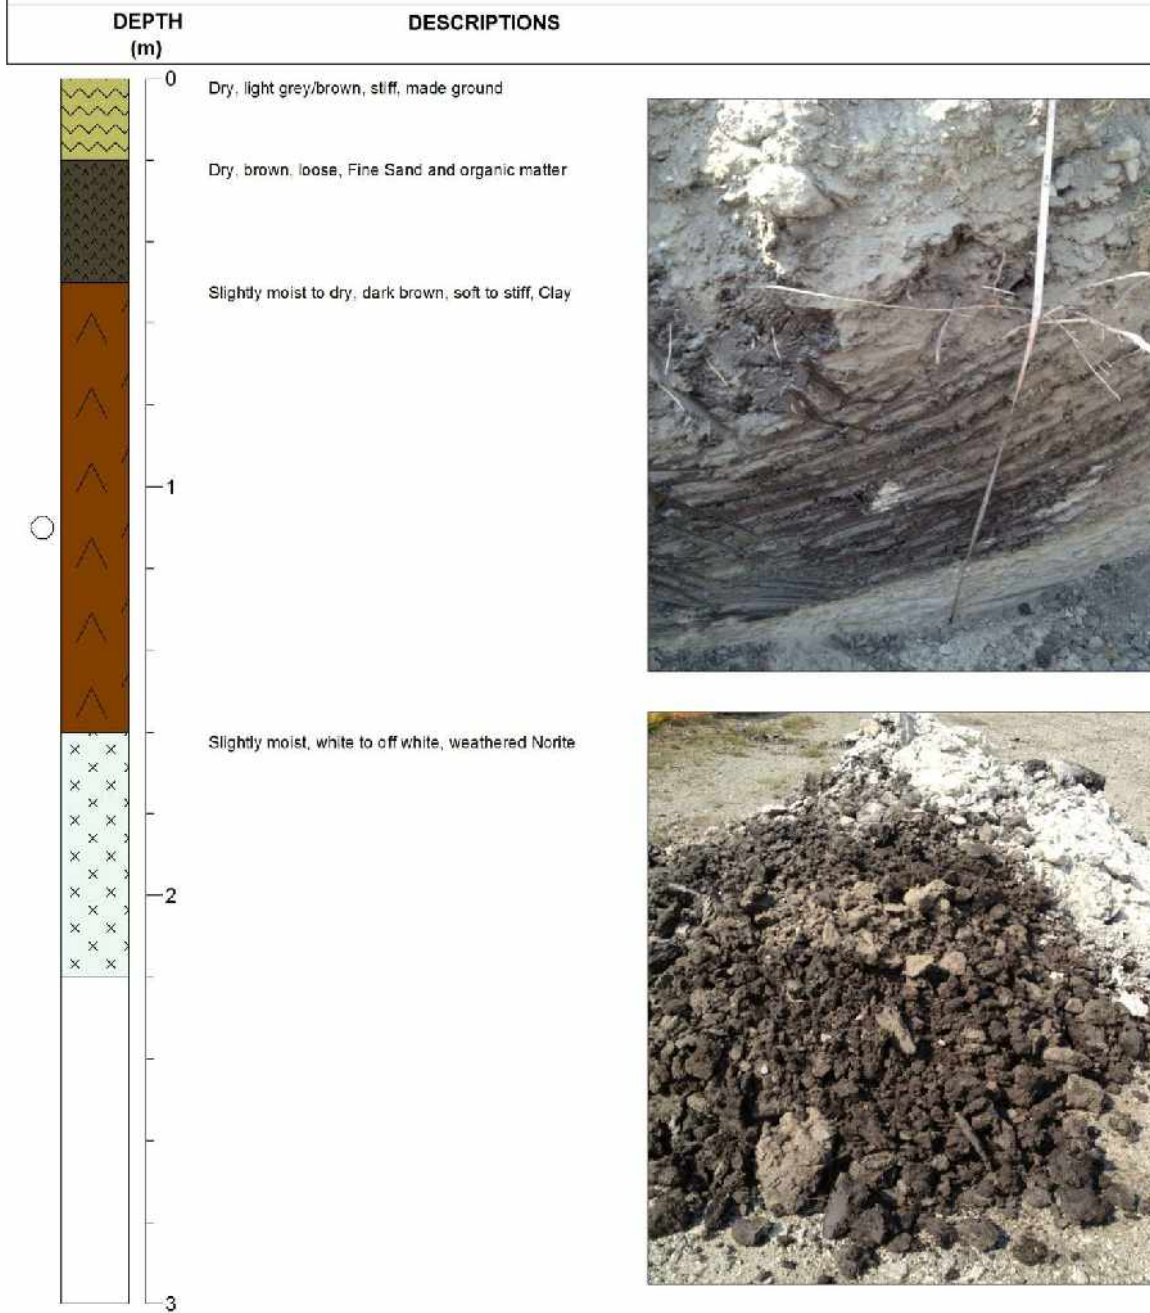 DEPTH
(m)
DESCRIPTIONS
0
Dry, light grey/brown, stiff, made ground
Dry, brown, loose, Fine Sand and organic matter
Slightly moist to dry, dark brown, soft to stiff, Clay
1
Slightly moist, white to off white, weathered Norite
2
3